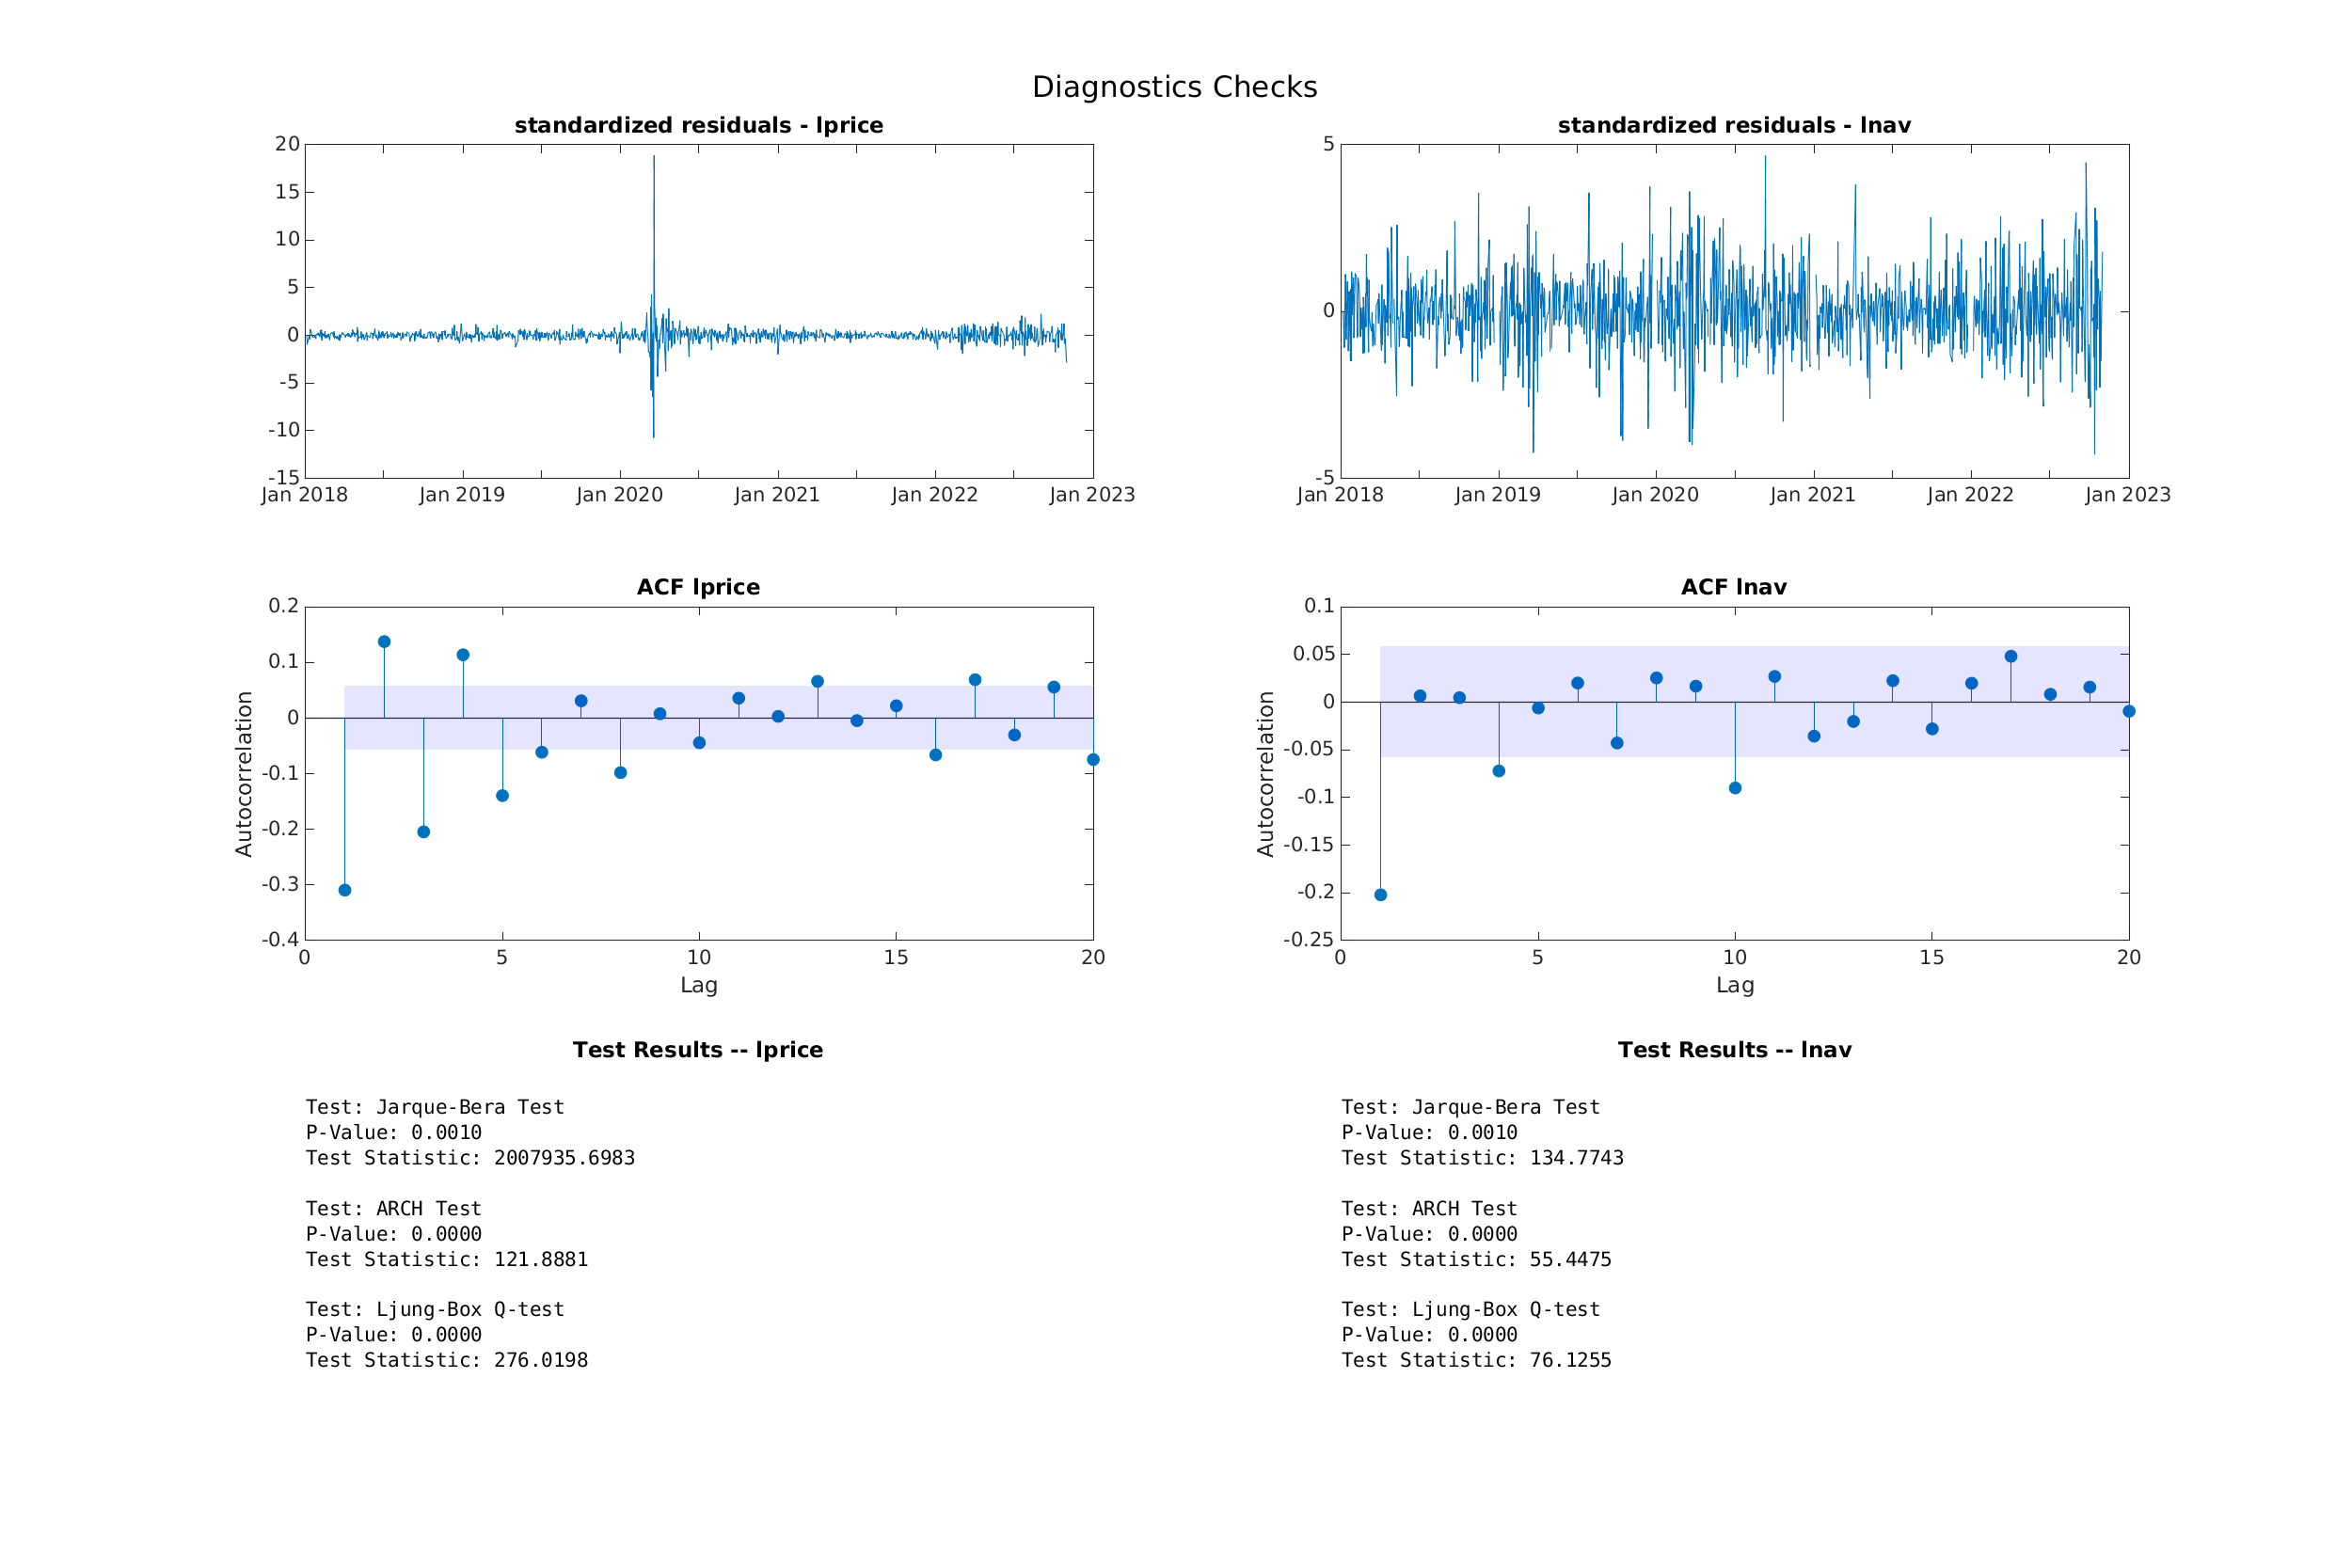 Diagnostics Checks
standardized residuals - lprice
20
15
10
5
0
-5
-10
-15
Jan 2018 Jan 2019 Jan 2020 Jan 2021 Jan 2022 Jan 2023
standardized residuals - lnav
5
0
-5
Jan 2018 Jan 2019 Jan 2020 Jan 2021 Jan 2022 Jan 2023
ACF lprice
Autocorrelation
0.2
0.1
0
-0.1
-0.2
-0.3
-0.4
0 5 10 15 20
Lag
ACF lnav
Autocorrelation
0.1
0.05
0
-0.05
-0.1
-0.15
-0.2
-0.25
0 5 10 15 20
Lag
Test Results -- lprice
Test: Jarque-Bera Test
P-Value: 0.0010
Test Statistic: 2007935.6983
Test: ARCH Test
P-Value: 0.0000
Test Statistic: 121.8881
Test: Ljung-Box Q-test
P-Value: 0.0000
Test Statistic: 276.0198
Test Results -- lnav
Test: Jarque-Bera Test
P-Value: 0.0010
Test Statistic: 134.7743
Test: ARCH Test
P-Value: 0.0000
Test Statistic: 55.4475
Test: Ljung-Box Q-test
P-Value: 0.0000
Test Statistic: 76.1255